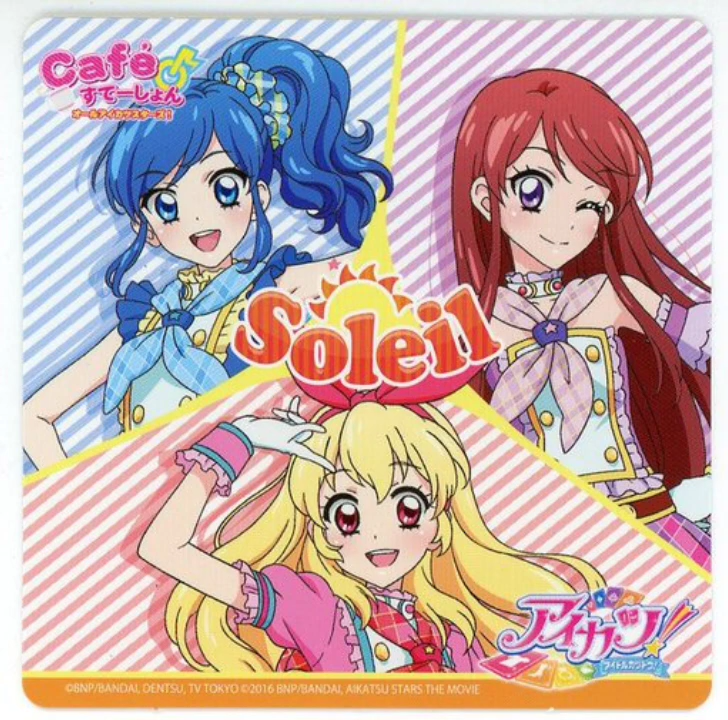 Café
すてーしょん
オールアイカツスターズ!
Soleil
アイカツ!
アイドルカツドウ!
©BNP/BANDAI, DENTSU, TV TOKYO ©2016 BNP/BANDAI, AIKATSU STARS THE MOVIE